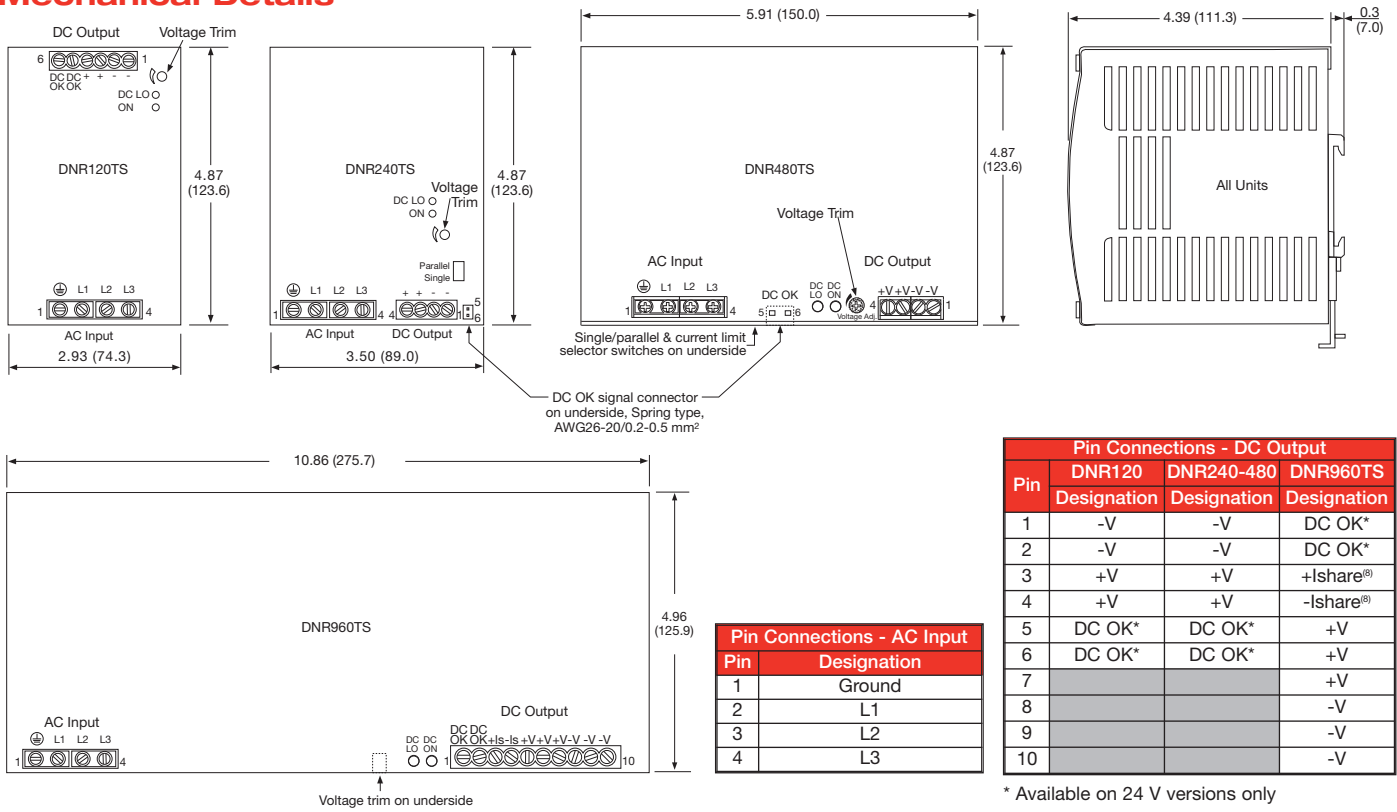 Mechanical Details
DC Output
Voltage Trim
6
1
DC DC + + - -
OK OK
DC LO
ON
DNR120TS
4.87
(123.6)
L1 L2 L3
1
4
AC Input
2.93 (74.3)
DNR240TS
4.87
(123.6)
Voltage
Trim
DC LO
ON
Parallel
Single
L1 L2 L3
+ + - -
1
4
4
1
5
6
AC Input
DC Output
3.50 (89.0)
5.91 (150.0)
DNR480TS
4.87
(123.6)
Voltage Trim
AC Input
DC Output
L1 L2 L3
1
4
DC OK
5
6
DC DC
LO ON
Voltage Adj.
+V +V -V -V
4
1
Single/parallel & current limit
selector switches on underside
DC OK signal connector
on underside, Spring type,
AWG26-20/0.2-0.5 mm²
4.39 (111.3)
0.3
(7.0)
All Units
10.86 (275.7)
DNR960TS
4.96
(125.9)
AC Input
L1 L2 L3
1
4
DC DC
LO ON
DC Output
DC DC
OK OK +Is -Is +V +V +V -V -V -V
1
10
Voltage trim on underside
Pin Connections - AC Input
Pin Designation
1 Ground
2 L1
3 L2
4 L3
Pin Connections - DC Output
Pin DNR120 DNR240-480 DNR960TS
Designation Designation Designation
1 -V -V DC OK*
2 -V -V DC OK*
3 +V +V +Ishare(8)
4 +V +V -Ishare(8)
5 DC OK* DC OK* +V
6 DC OK* DC OK* +V
7 +V
8 -V
9 -V
10 -V
* Available on 24 V versions only